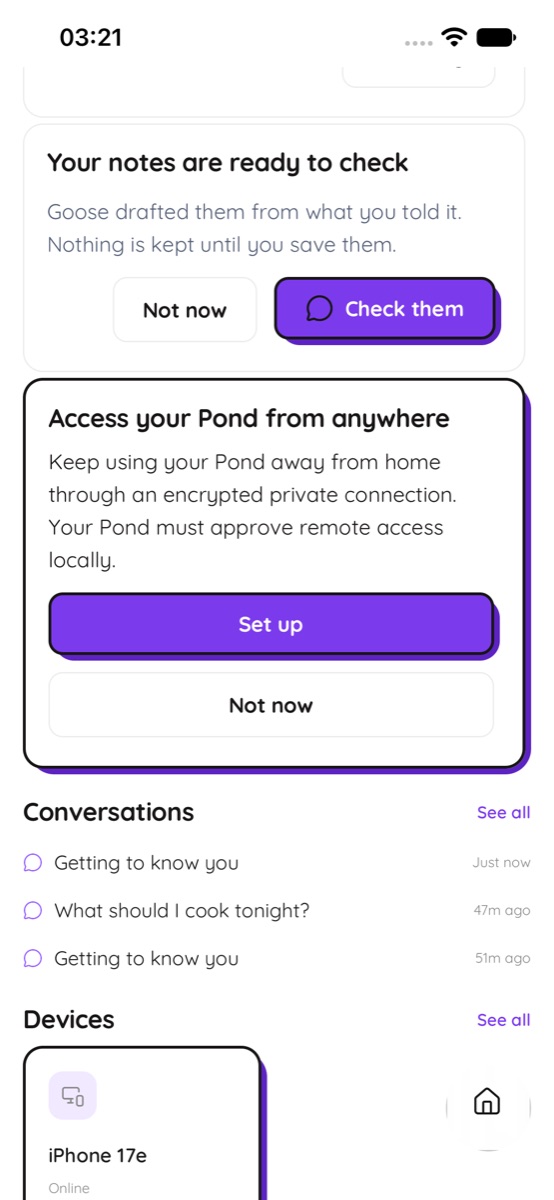 03:21
Your notes are ready to check
Goose drafted them from what you told it.
Nothing is kept until you save them.
Not now
Check them
Access your Pond from anywhere
Keep using your Pond away from home
through an encrypted private connection.
Your Pond must approve remote access
locally.
Set up
Not now
Conversations
See all
Getting to know you
Just now
What should I cook tonight?
47m ago
Getting to know you
51m ago
Devices
See all
iPhone 17e
Online